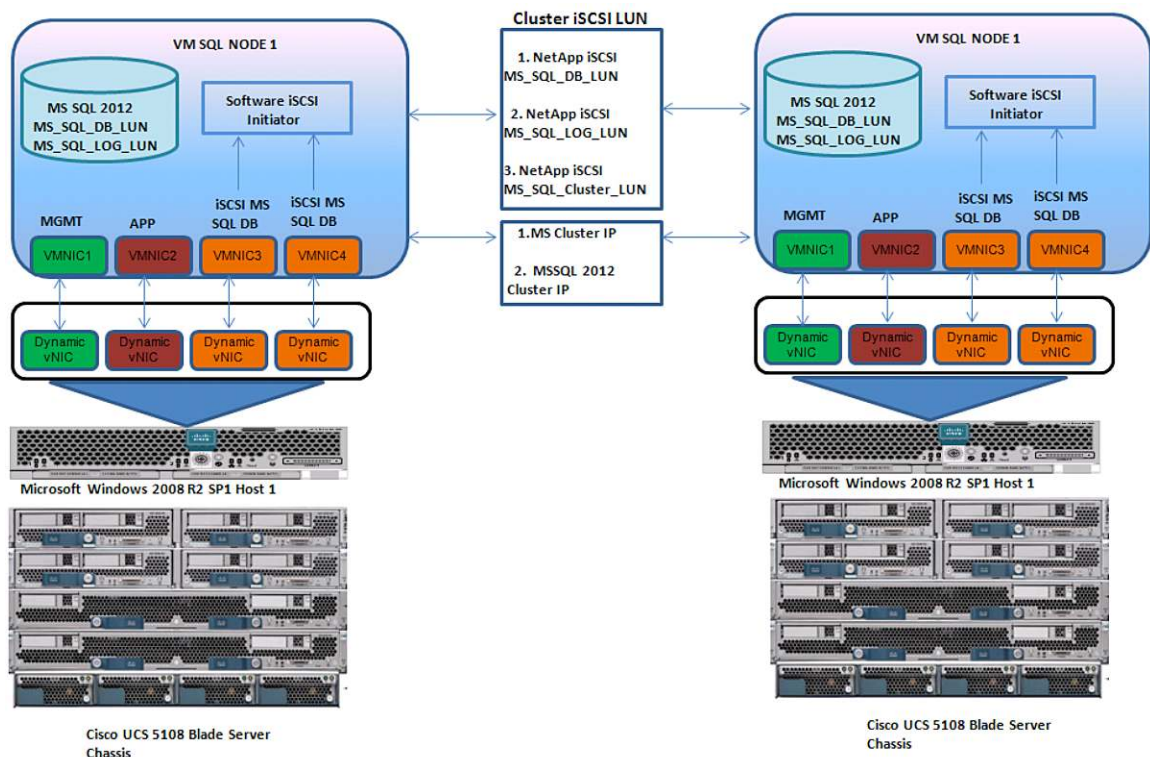 Cluster iSCSI LUN
VM SQL NODE 1
MS SQL 2012
MS_SQL_DB_LUN
MS_SQL_LOG_LUN
Software iSCSI
Initiator
MGMT
APP
iSCSI MS
SQL DB
iSCSI MS
SQL DB
VMNIC1
VMNIC2
VMNIC3
VMNIC4
Dynamic
vNIC
Dynamic
vNIC
Dynamic
vNIC
Dynamic
vNIC
Microsoft Windows 2008 R2 SP1 Host 1
Cisco UCS 5108 Blade Server
Chassis
1. NetApp iSCSI
MS_SQL_DB_LUN
2. NetApp iSCSI
MS_SQL_LOG_LUN
3. NetApp iSCSI
MS_SQL_Cluster_LUN
1.MS Cluster IP
2. MSSQL 2012
Cluster IP
VM SQL NODE 1
MS SQL 2012
MS_SQL_DB_LUN
MS_SQL_LOG_LUN
Software iSCSI
Initiator
MGMT
APP
iSCSI MS
SQL DB
iSCSI MS
SQL DB
VMNIC1
VMNIC2
VMNIC3
VMNIC4
Dynamic
vNIC
Dynamic
vNIC
Dynamic
vNIC
Dynamic
vNIC
Microsoft Windows 2008 R2 SP1 Host 1
Cisco UCS 5108 Blade Server
Chassis